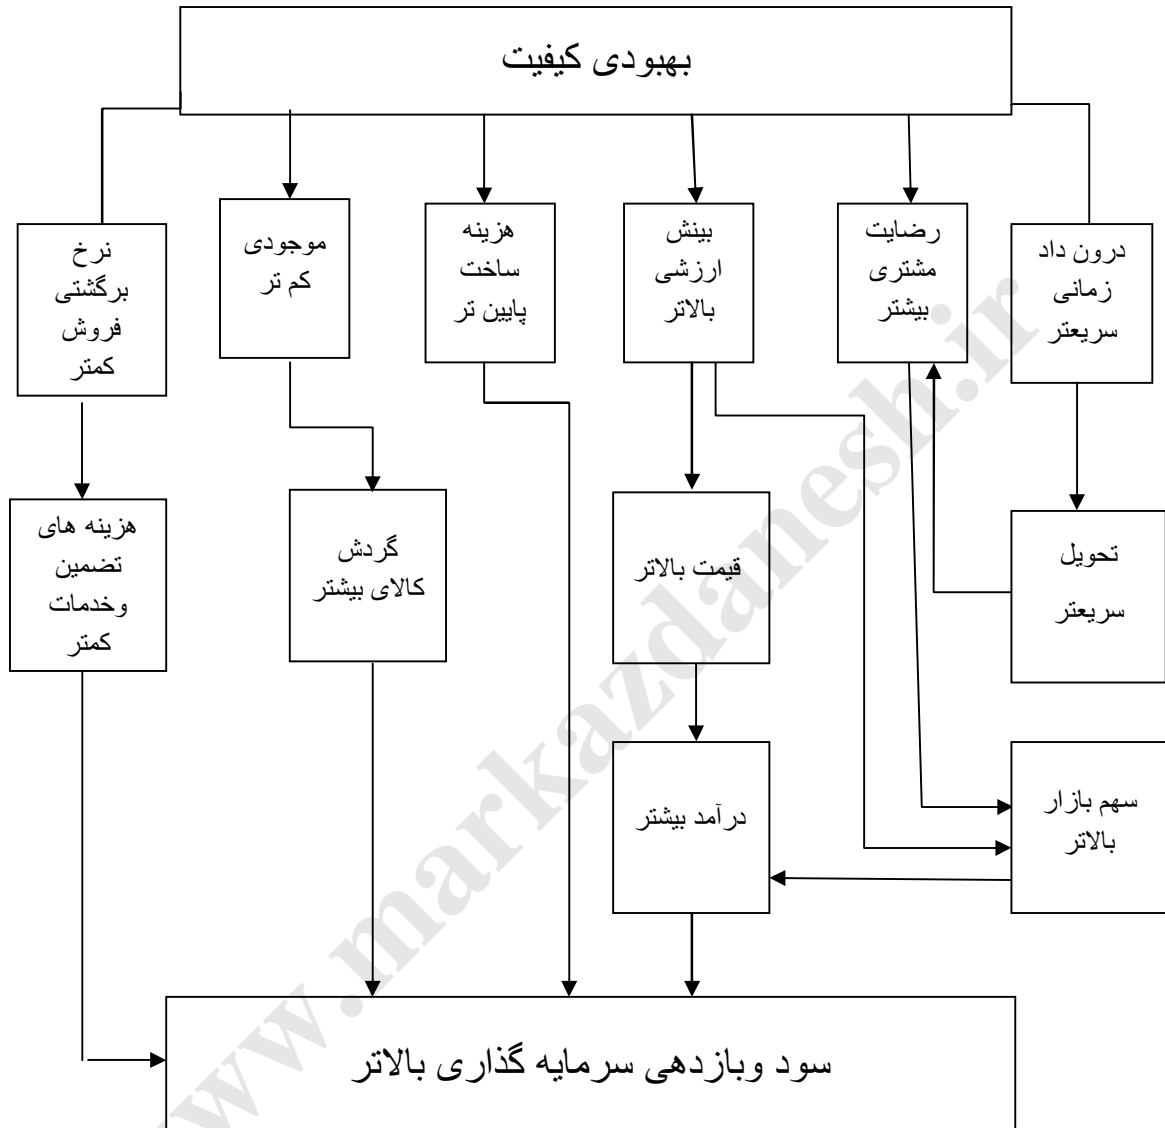 بهبودی کیفیت
درون داد
زمانی
سریعتر
رضایت
مشتری
بیشتر
بینش
ارزشی
بالاتر
هزینه
ساخت
پایین تر
موجودی
کم تر
نرخ
برگشتی
فروش
کمتر
تحویل
سریعتر
قیمت بالاتر
گردش
کالای بیشتر
هزینه های
تضمین
وخدمات
کمتر
سهم بازار
بالاتر
درآمد بیشتر
سود وبازدهی سرمایه گذاری بالاتر
www.markazdanesh.ir